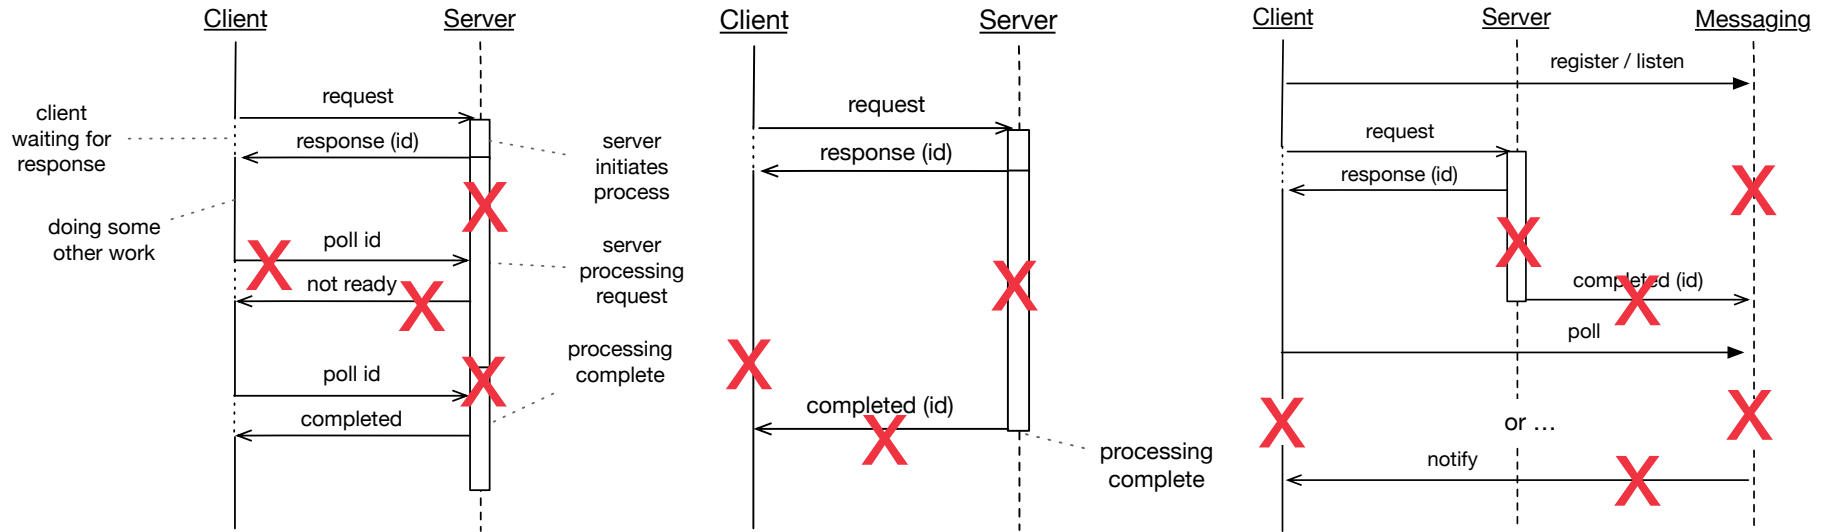 Client
Server
request
client
waiting for
response
response (id)
server
initiates
process
doing some
other work
poll id
server
processing
request
not ready
processing
complete
poll id
completed
Client
Server
request
response (id)
completed (id)
processing
complete
Client
Server
Messaging
register / listen
request
response (id)
completed (id)
poll
or ...
notify